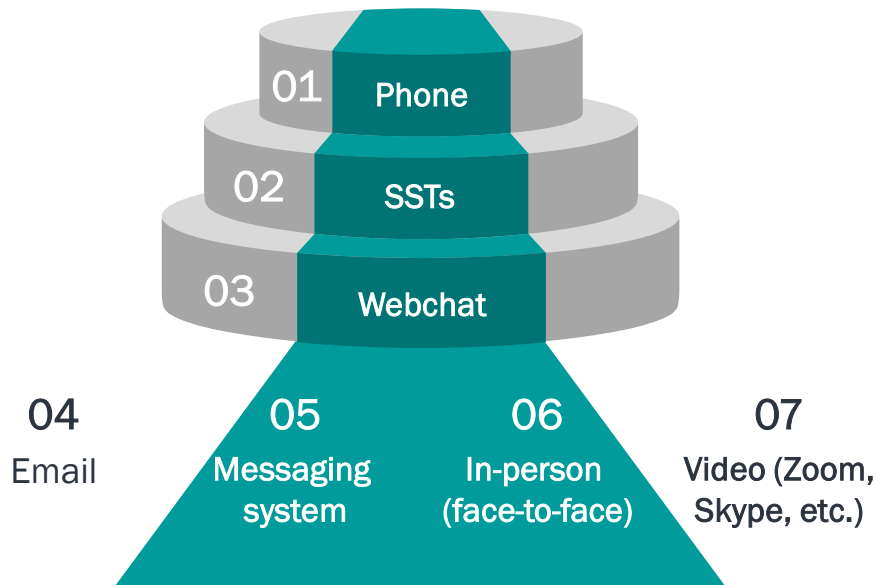 01
Phone
02
SSTs
03
Webchat
04
Email
05
Messaging
system
06
In-person
(face-to-face)
07
Video (Zoom,
Skype, etc.)